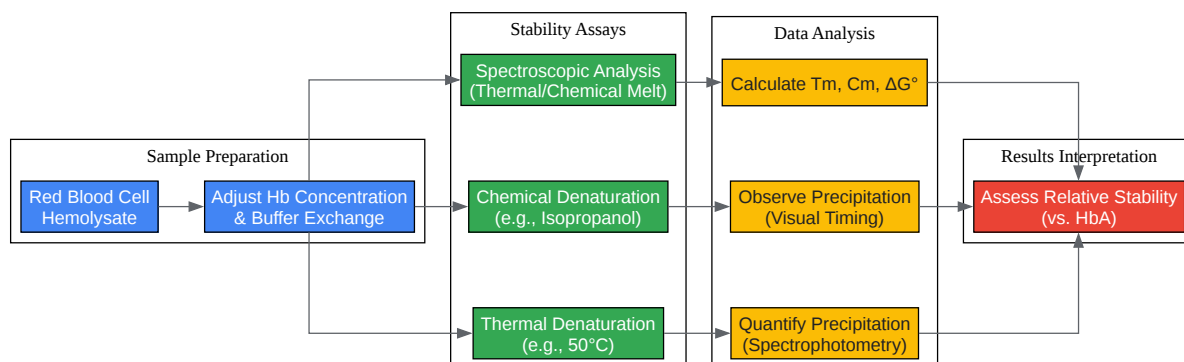 Stability Assays
Data Analysis
Spectroscopic Analysis
(Thermal/Chemical Melt)
Calculate Tm, Cm, ΔG°
Sample Preparation
Results Interpretation
Red Blood Cell
Hemolysate
Adjust Hb Concentration
& Buffer Exchange
Chemical Denaturation
(e.g., Isopropanol)
Observe Precipitation
(Visual Timing)
Assess Relative Stability
(vs. HbA)
Thermal Denaturation
(e.g., 50°C)
Quantify Precipitation
(Spectrophotometry)